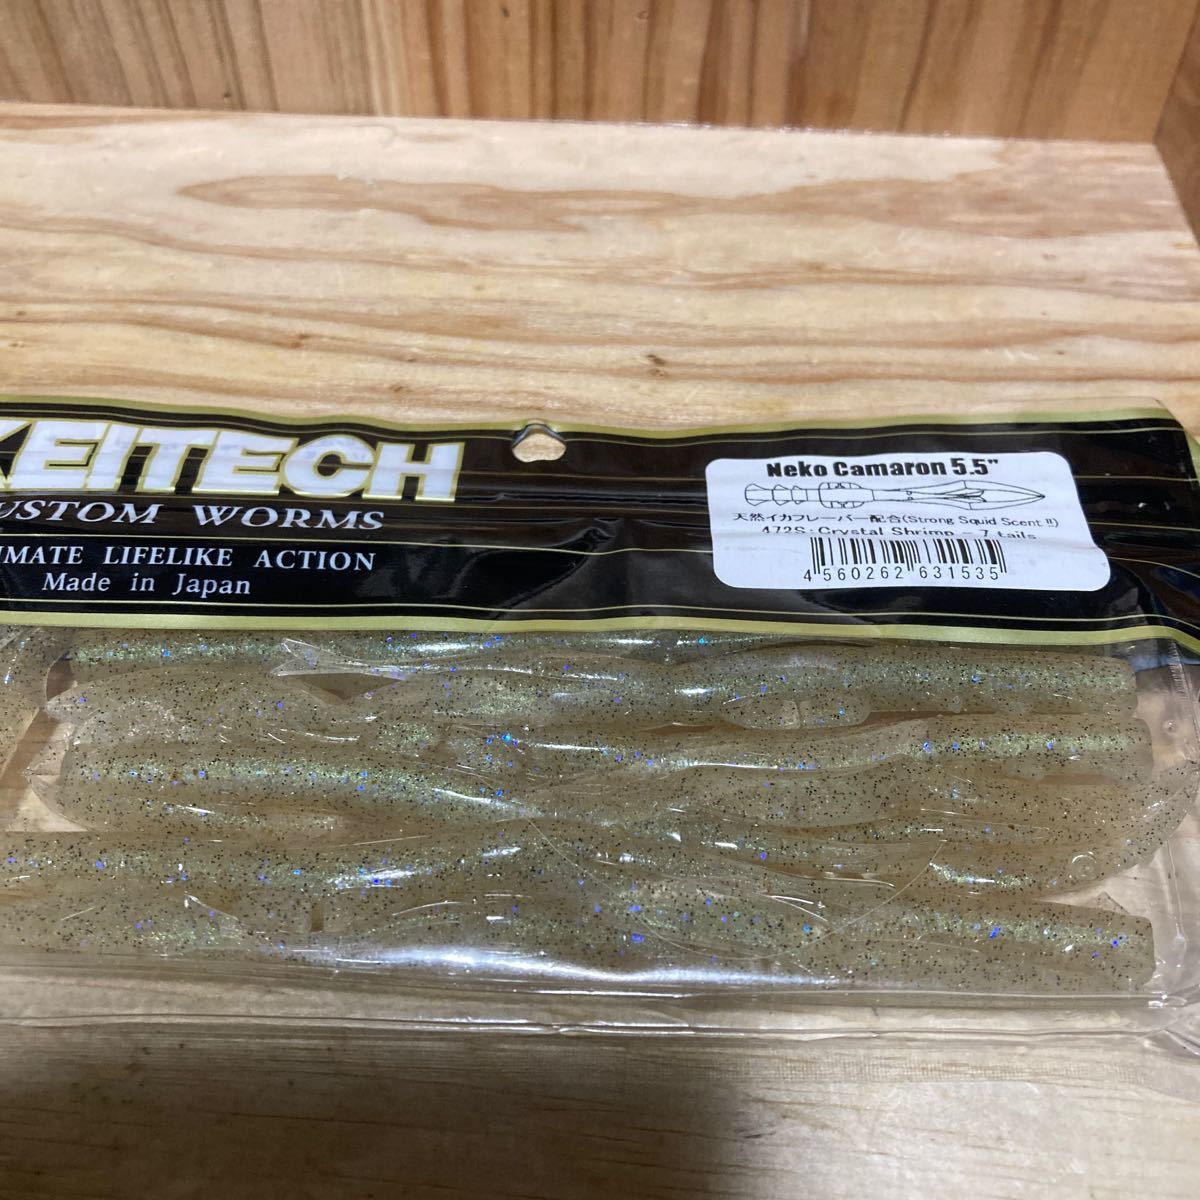 KEITECH
CUSTOM WORMS
IMATE LIFELIKE ACTION
Made in Japan
Neko Camaron 5.5"
天然イカフレーバー配合(Strong Squid Scent !!)
472S:Crystal Shrimp - 7 tails
4 560262 631535